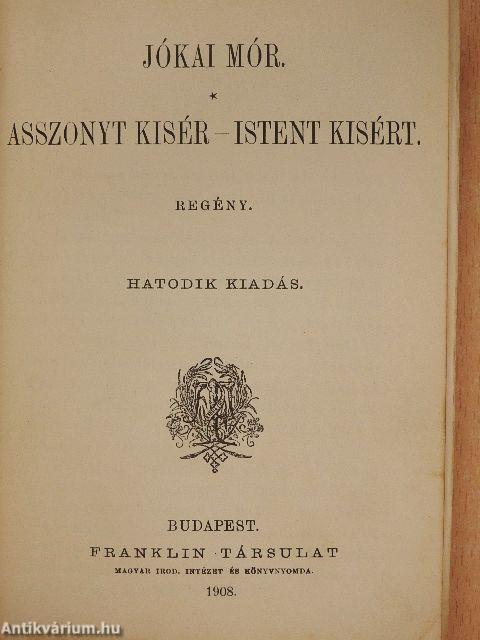 JÓKAI MÓR.
*
ASSZONYT KISÉR – ISTENT KISÉRT.
REGÉNY.
HATODIK KIADÁS.
BUDAPEST.
FRANKLIN TÁRSULAT
MAGYAR IROD. INTÉZET ÉS KÖNYVNYOMDA.
1908.
Antikvárium.hu